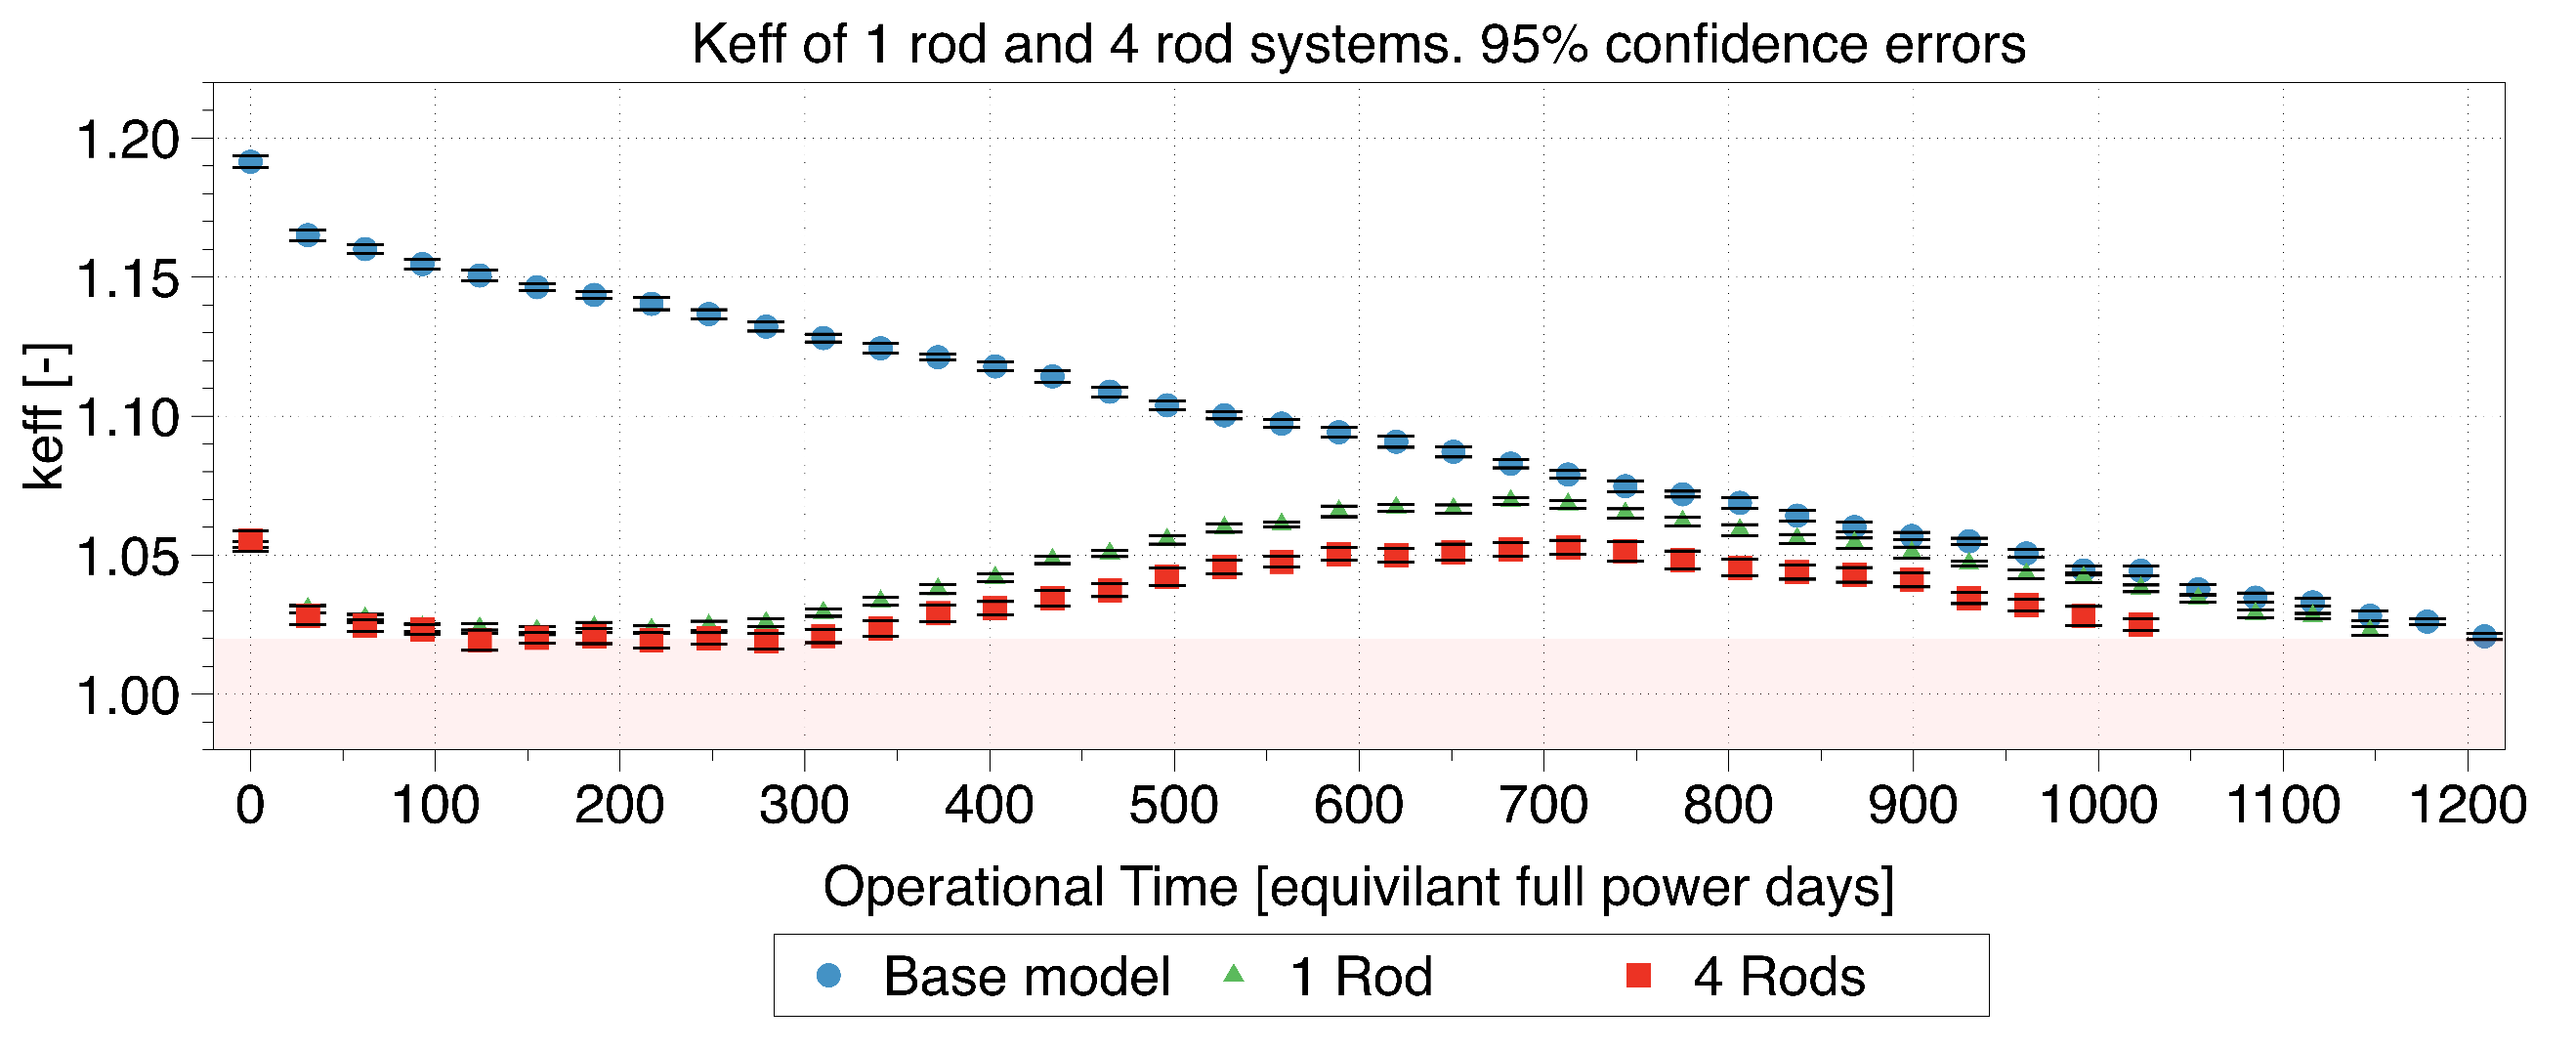 Keff of 1 rod and 4 rod systems. 95% confidence errors
1.20
1.15
1.10
1.05
1.00
keff [-]
0 100 200 300 400 500 600 700 800 900 1000 1100 1200
Operational Time [equivilant full power days]
Base model 1 Rod 4 Rods